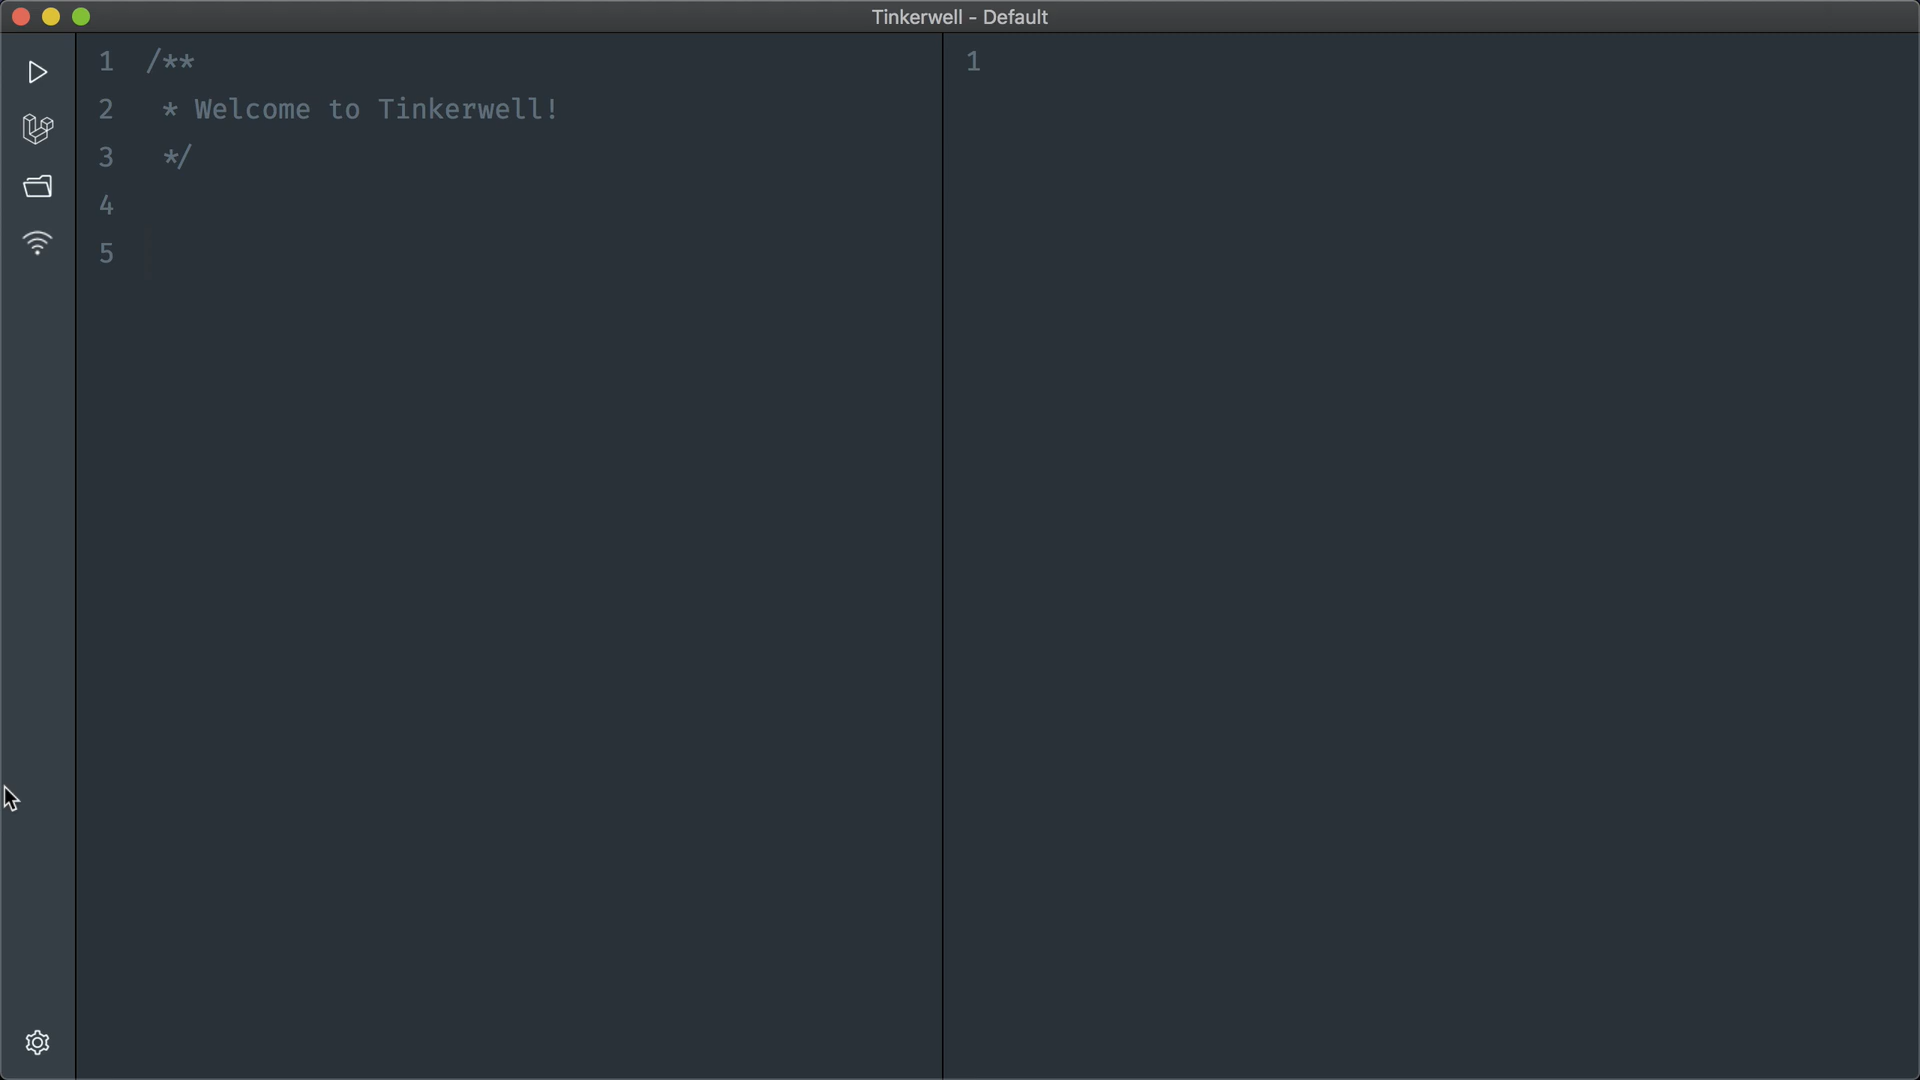 Tinkerwell - Default
1 /**
2  * Welcome to Tinkerwell!
3  */
4
5
1